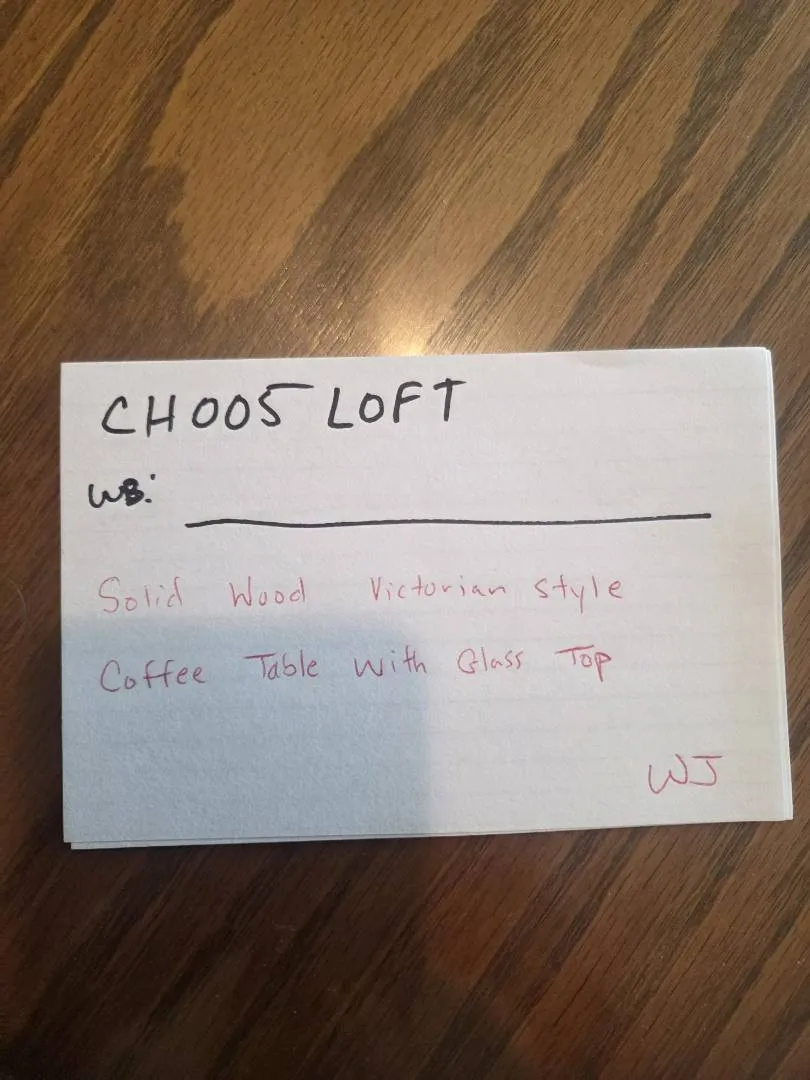 CH005 LOFT
WB:
Solid Wood Victorian style
Coffee Table with Glass Top
WJ